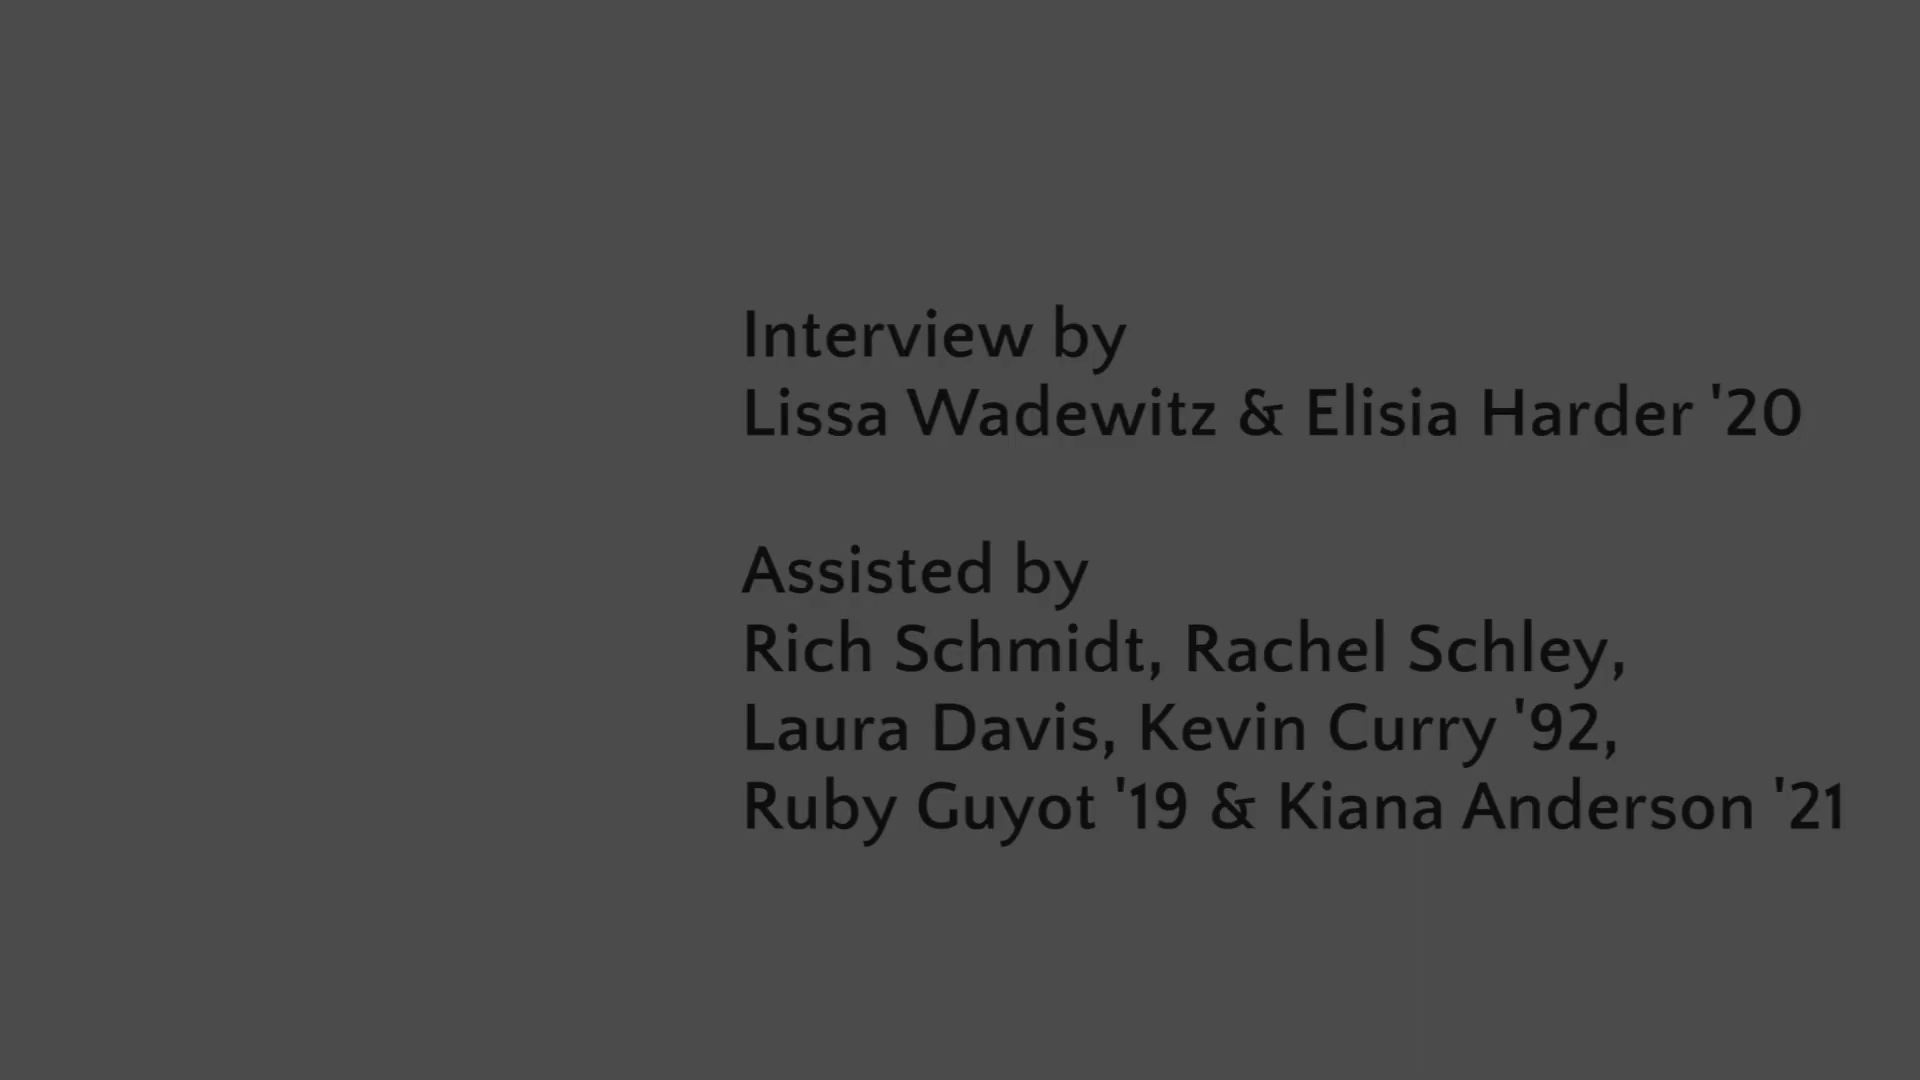 Interview by
Lissa Wadewitz & Elisia Harder '20
Assisted by
Rich Schmidt, Rachel Schley,
Laura Davis, Kevin Curry '92,
Ruby Guyot '19 & Kiana Anderson '21